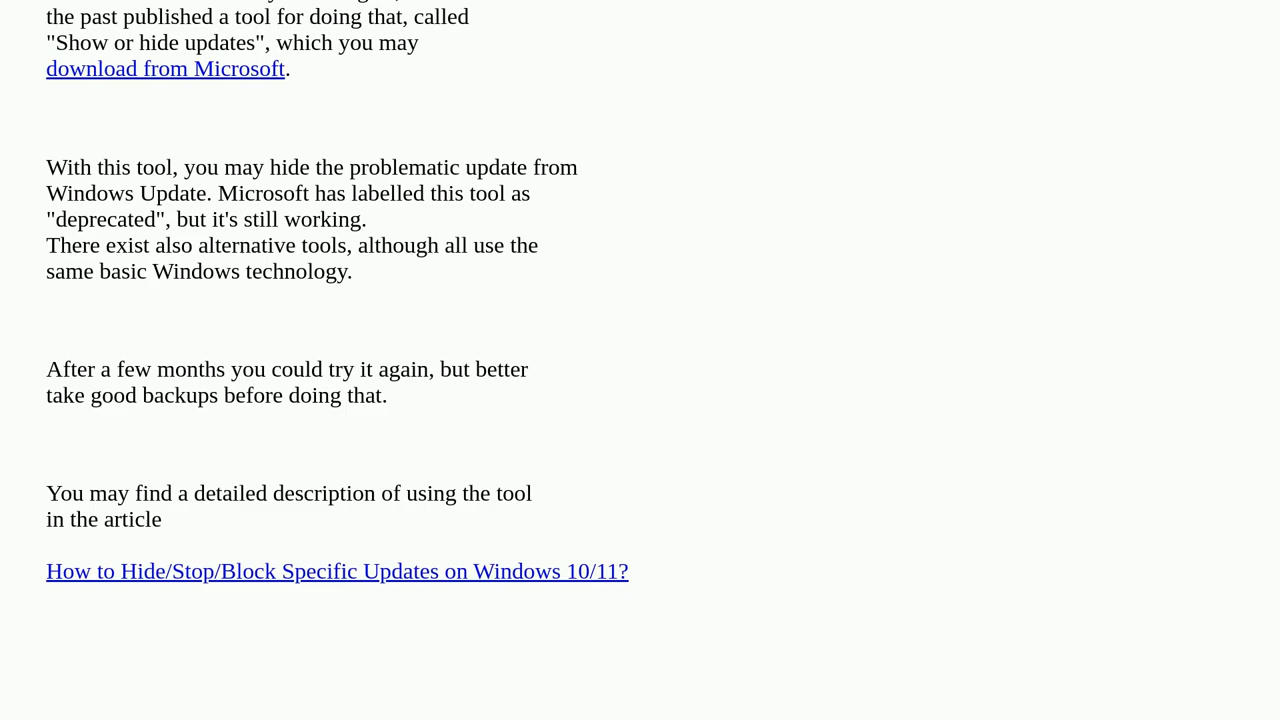 the past published a tool for doing that, called
"Show or hide updates", which you may
download from Microsoft.
With this tool, you may hide the problematic update from
Windows Update. Microsoft has labelled this tool as
"deprecated", but it's still working.
There exist also alternative tools, although all use the
same basic Windows technology.
After a few months you could try it again, but better
take good backups before doing that.
You may find a detailed description of using the tool
in the article
How to Hide/Stop/Block Specific Updates on Windows 10/11?